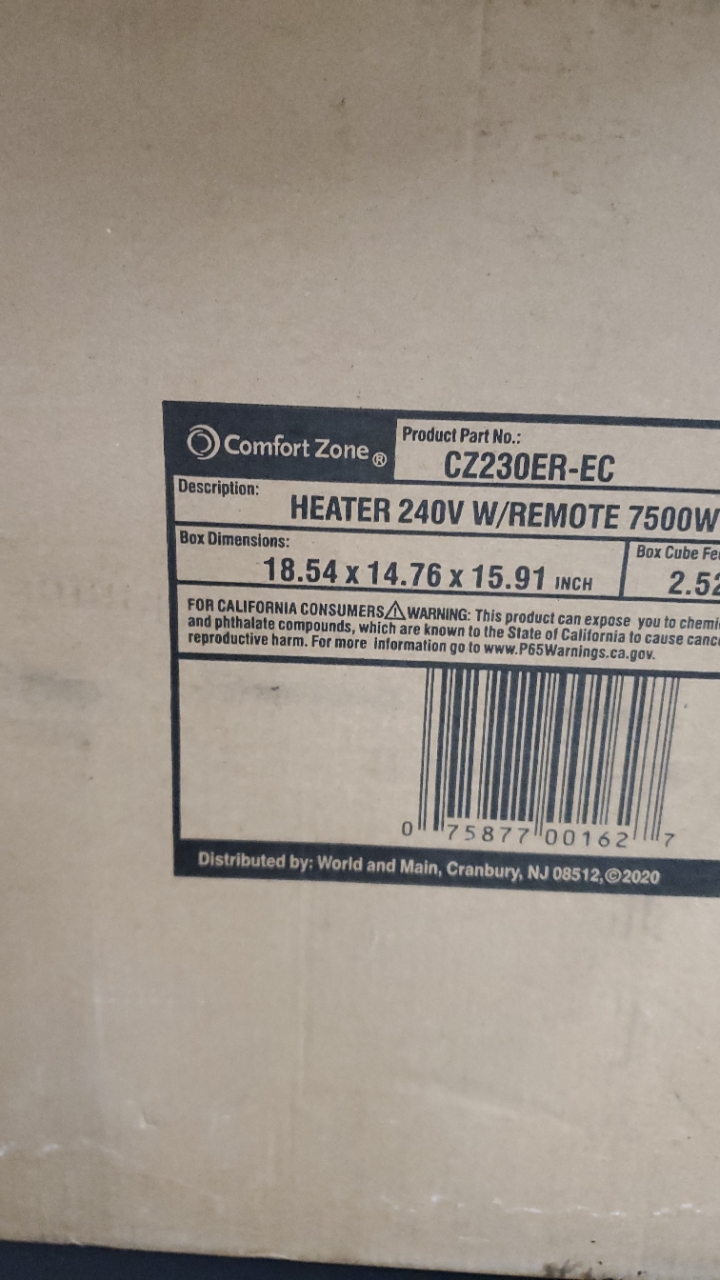 Comfort Zone®
Product Part No.:
CZ230ER-EC
Description:
HEATER 240V W/REMOTE 7500W
Box Dimensions:
18.54 x 14.76 x 15.91 INCH
Box Cube
2.52
FOR CALIFORNIA CONSUMERS⚠WARNING: This product can expose you to
and phthalate compounds, which are known to the State of California to cause
reproductive harm. For more information go to www.P65Warnings.ca.gov.
0 75877 00162 7
Distributed by: World and Main, Cranbury, NJ 08512,©2020